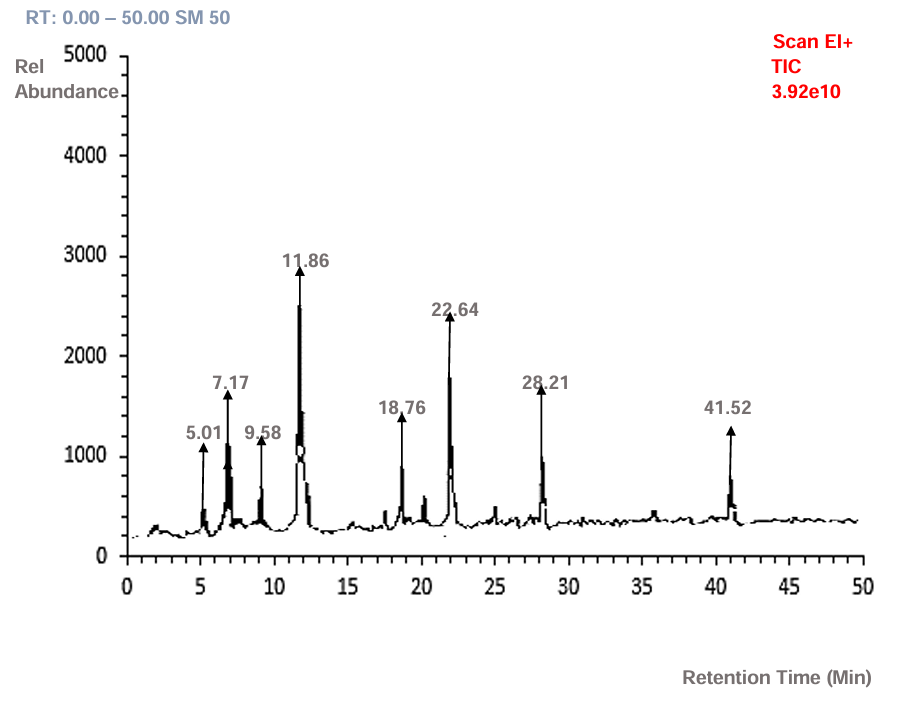 RT: 0.00 – 50.00 SM 50
Scan EI+
TIC
3.92e10
Rel
Abundance
5000
4000
3000
2000
1000
0
5.01
7.17
9.58
11.86
18.76
22.64
28.21
41.52
0 5 10 15 20 25 30 35 40 45 50
Retention Time (Min)